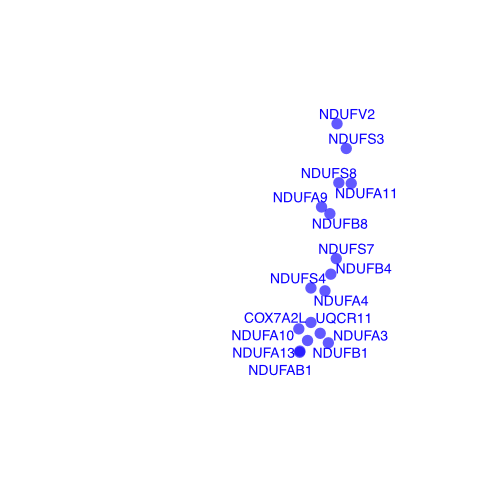 NDUFV2
NDUFS3
NDUFS8
NDUFA11
NDUFA9
NDUFB8
NDUFS7
NDUFB4
NDUFS4
NDUFA4
COX7A2L UQCR11
NDUFA10 NDUFA3
NDUFA13 NDUFB1
NDUFAB1